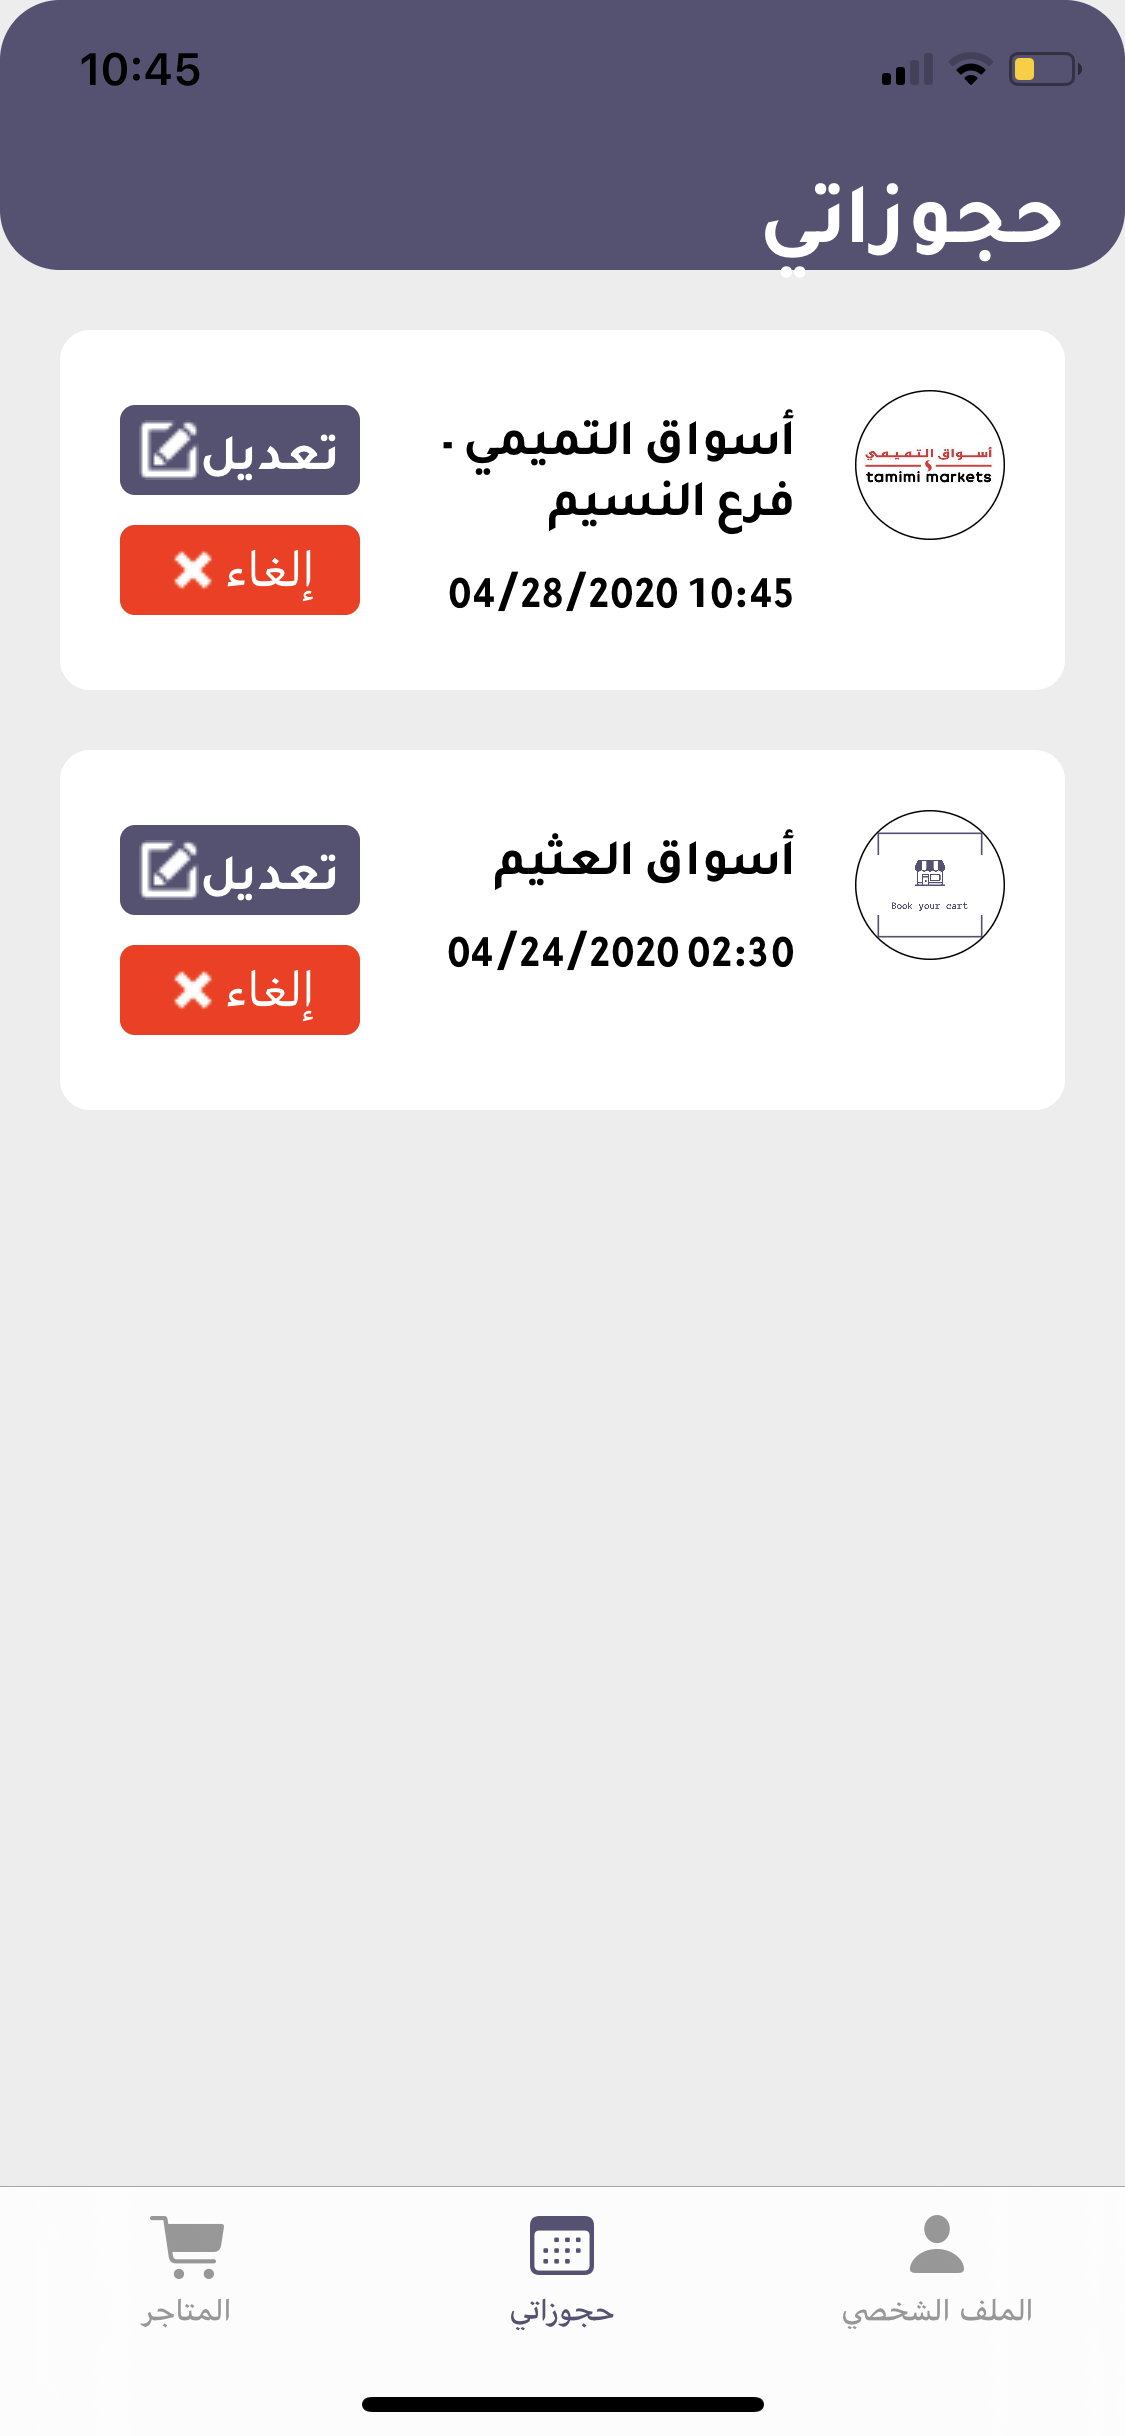 10:45
حجوزاتي
أسواق التميمي
tamimi markets
أسواق التميمي -
فرع النسيم
04/28/2020 10:45
تعديل
إلغاء
Book your cart
أسواق العثيم
04/24/2020 02:30
تعديل
إلغاء
الملف الشخصي
حجوزاتي
المتاجر